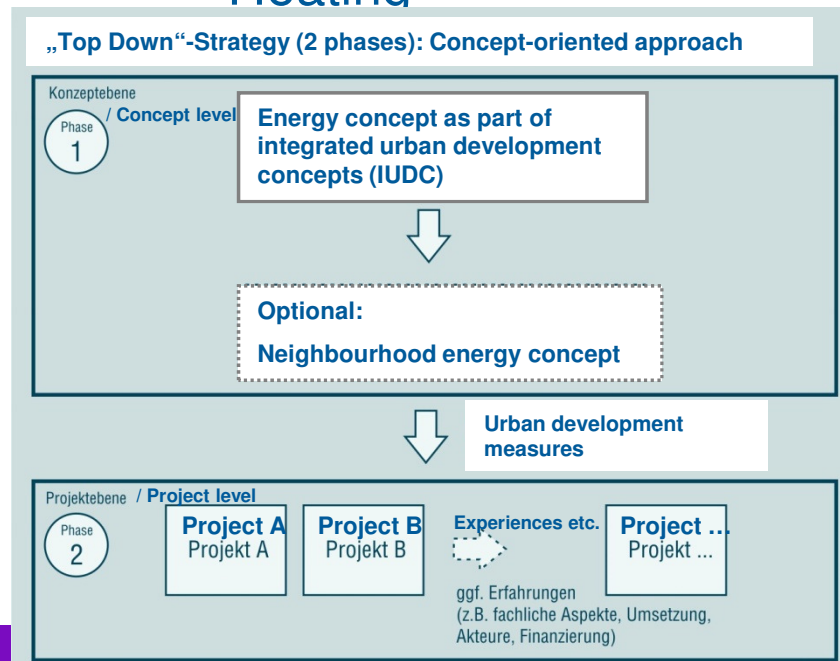 Heating
„Top Down“-Strategy (2 phases): Concept-oriented approach
Konzeptebene
/ Concept level
Phase
1
Energy concept as part of
integrated urban development
concepts (IUDC)
Optional:
Neighbourhood energy concept
Urban development
measures
Projektebene / Project level
Phase
2
Project A
Projekt A
Project B
Projekt B
Experiences etc.
ggf. Erfahrungen
(z.B. fachliche Aspekte, Umsetzung,
Akteure, Finanzierung)
Project ...
Projekt ...